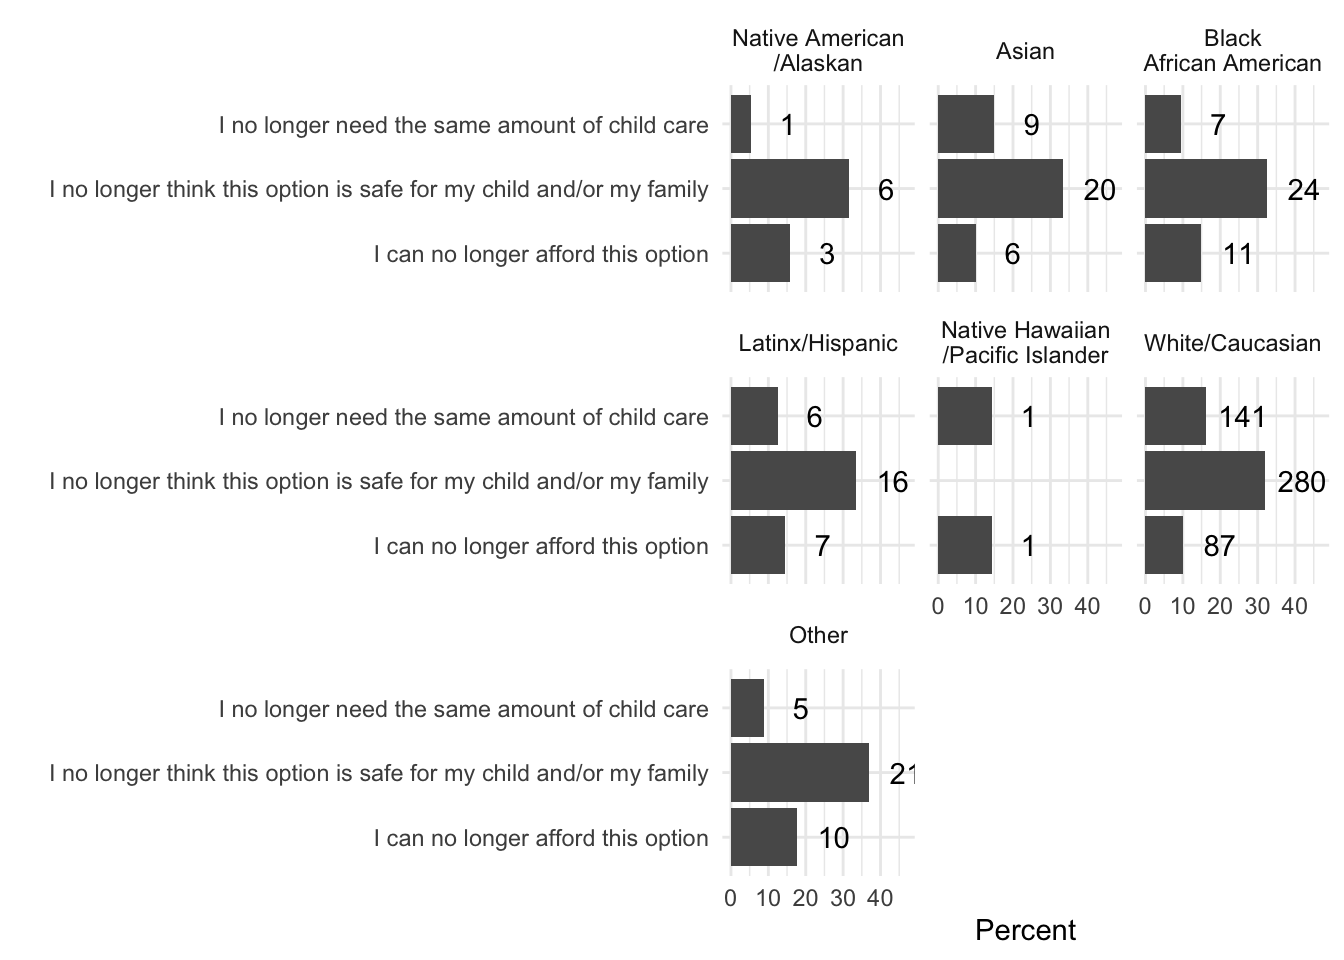 Native American
/Alaskan
Asian
Black
African American
I no longer need the same amount of child care
1
9
7
I no longer think this option is safe for my child and/or my family
6
20
24
I can no longer afford this option
3
6
11
Latinx/Hispanic
Native Hawaiian
/Pacific Islander
White/Caucasian
I no longer need the same amount of child care
6
1
141
I no longer think this option is safe for my child and/or my family
16
280
I can no longer afford this option
7
1
87
0 10 20 30 40
0 10 20 30 40
Other
I no longer need the same amount of child care
5
I no longer think this option is safe for my child and/or my family
21
I can no longer afford this option
10
0 10 20 30 40
Percent